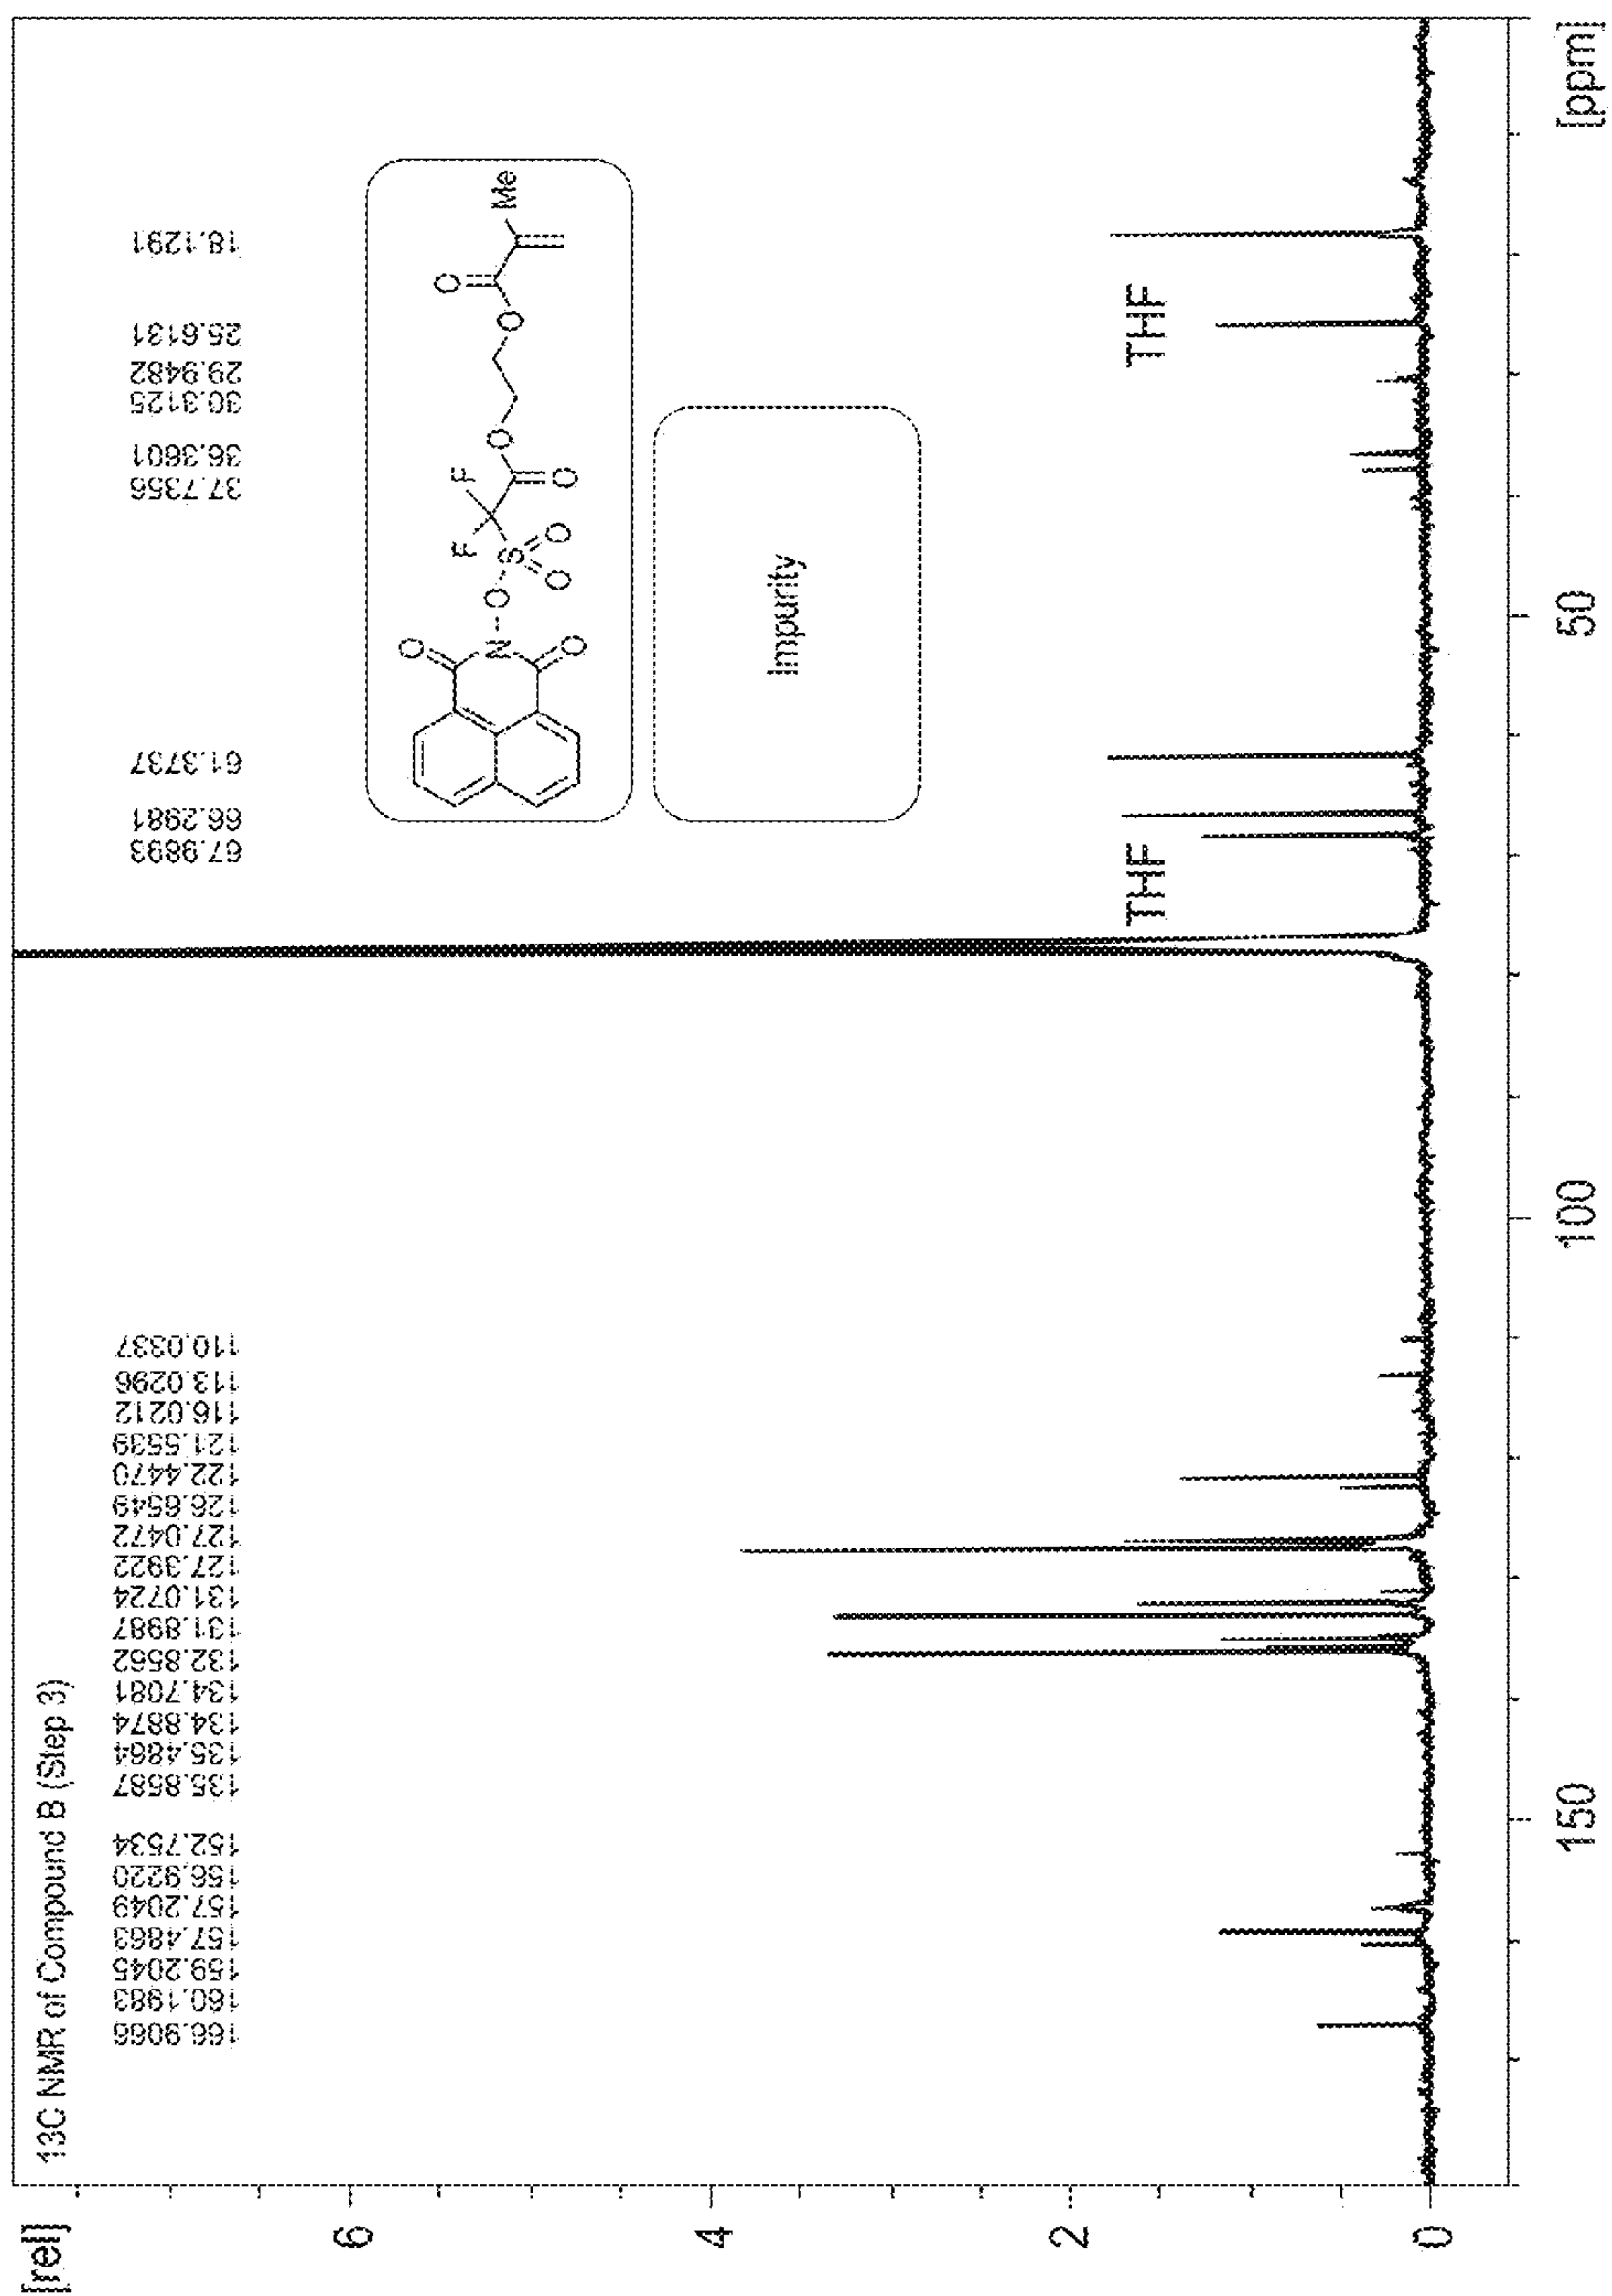 13C NMR of Compound B (Step 3)
[rel]
166.9066
160.1983
159.2045
157.4863
157.2049
156.9220
152.7534
135.8587
135.4864
134.8874
134.7081
132.8562
131.8987
131.0724
127.3922
127.0472
126.6549
122.4470
121.5539
116.0212
113.0296
110.0337
67.9893
66.2981
61.3737
37.7356
36.3601
30.3125
29.9482
25.6131
18.1291
O
N
O
O
S
O
O
F
F
O
O
O
O
Me
Impurity
THF
THF
6
4
2
0
150
100
50
[ppm]